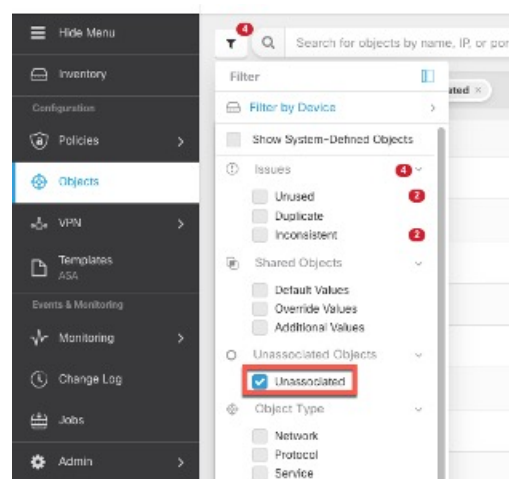 Hide Menu
Inventory
Configuration
Policies
Objects
VPN
Templates
ASA
Events & Monitoring
Monitoring
Change Log
Jobs
Admin
4
Search for objects by name, IP, or por
Filter
ated ×
Filter by Device
Show System-Defined Objects
Issues 4
Unused 2
Duplicate
Inconsistent 2
Shared Objects
Default Values
Override Values
Additional Values
Unassociated Objects
Unassociated
Object Type
Network
Protocol
Service